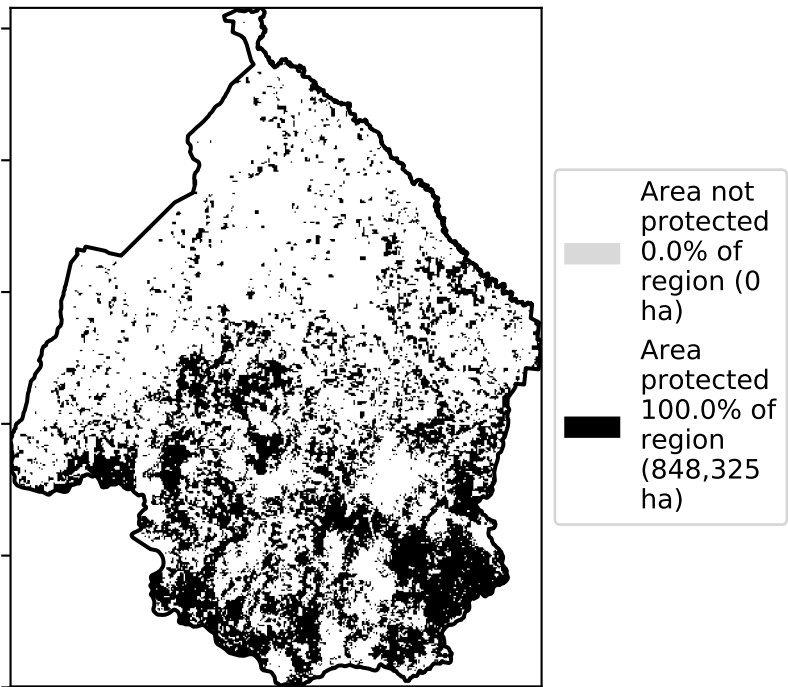 Area not
protected
0.0% of
region (0
ha)
Area
protected
100.0% of
region
(848,325
ha)